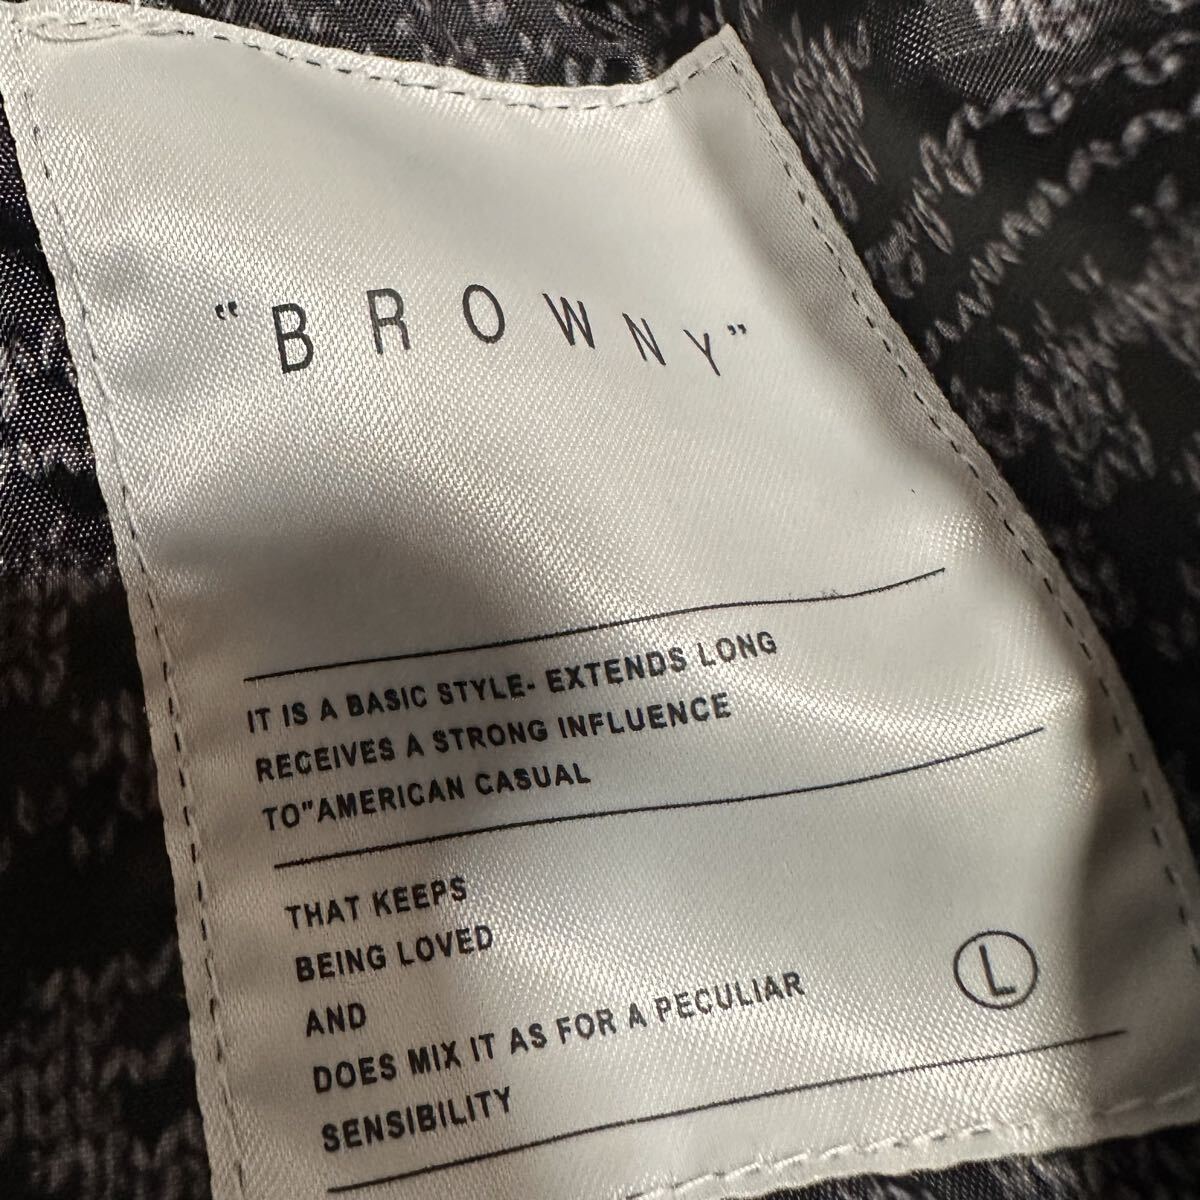 "BROWNY"
IT IS A BASIC STYLE- EXTENDS LONG
RECEIVES A STRONG INFLUENCE
TO"AMERICAN CASUAL
THAT KEEPS
BEING LOVED
AND
DOES MIX IT AS FOR A PECULIAR
SENSIBILITY
L